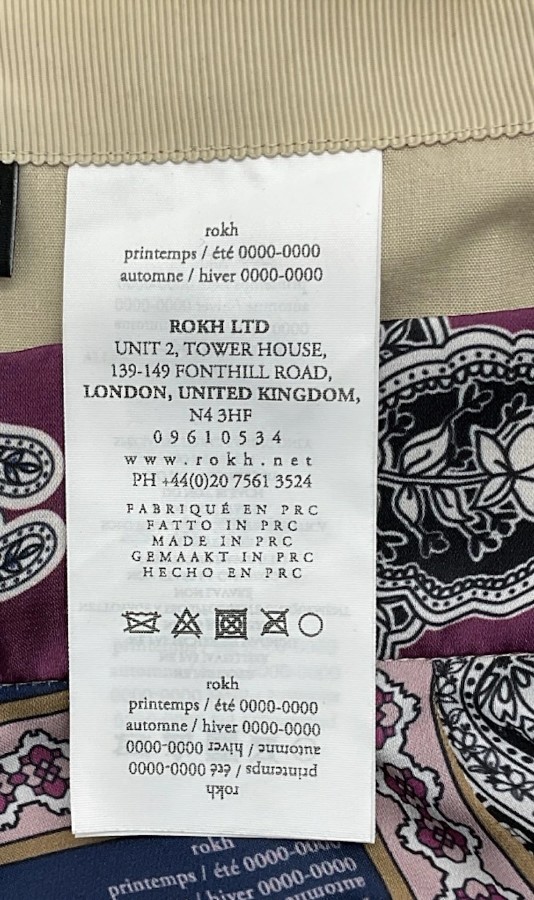 rokh
printemps / été 0000-0000
automne / hiver 0000-0000
ROKH LTD
UNIT 2, TOWER HOUSE,
139-149 FONTHILL ROAD,
LONDON, UNITED KINGDOM,
N4 3HF
09610534
www.rokh.net
PH +44(0)20 7561 3524
FABRIQUÉ EN PRC
FATTO IN PRC
MADE IN PRC
GEMAAKT IN PRC
HECHO EN PRC
rokh
printemps / été 0000-0000
automne / hiver 0000-0000
automne / hiver 0000-0000
printemps / été 0000-0000
rokh
rokh
printemps / été 0000-0000
/ hiver 0000-0000